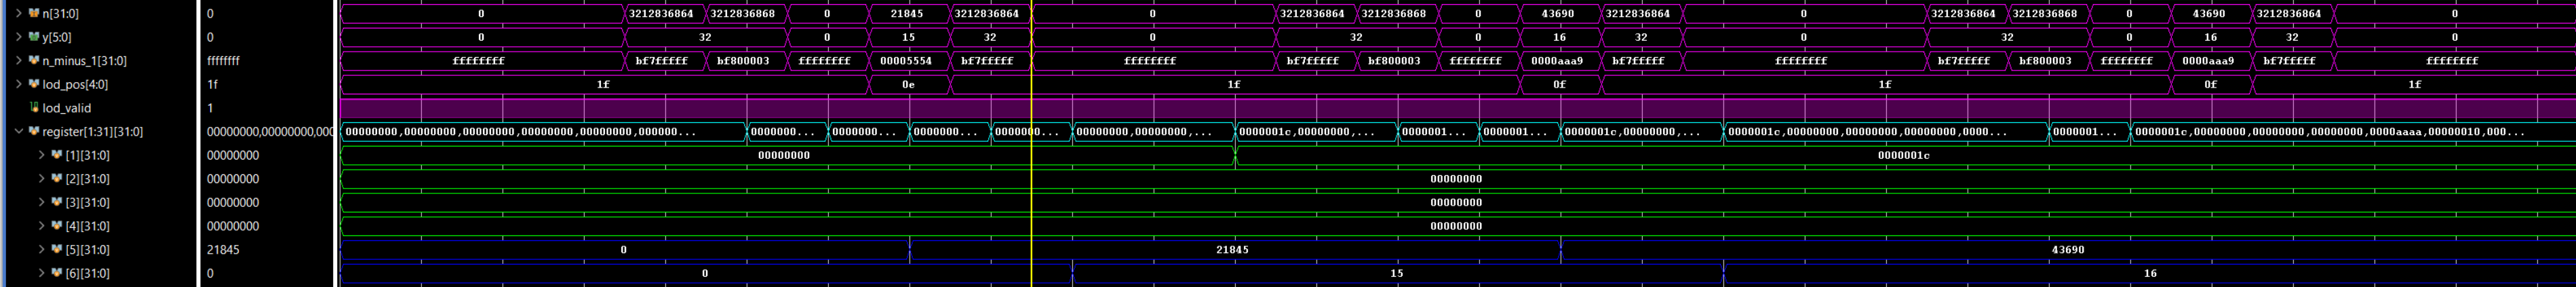 n[31:0] 0 0 3212836864 3212836868 0 21845 3212836864 0 3212836864 3212836868 0 43690 3212836864 0 3212836864 3212836868 0 43690 3212836864 0
y[5:0] 0 0 32 0 15 32 0 32 0 16 32 0 32 0 16 32 0
n_minus_1[31:0] ffffffff ffffffff bf7fffff bf800003 ffffffff 00005554 bf7fffff ffffffff bf7fffff bf800003 ffffffff 0000aaa9 bf7fffff ffffffff bf7fffff bf800003 ffffffff 0000aaa9 bf7fffff ffffffff
lod_pos[4:0] 1f 1f 0e 1f 0f 1f 0f 1f
lod_valid 1
register[1:31][31:0] 00000000,00000000,000 00000000,00000000,00000000,00000000,00000000,000000... 0000000... 0000000... 0000000... 0000000... 00000000,00000000,... 0000001c,00000000,... 0000001... 0000001... 0000001c,00000000,... 0000001c,00000000,00000000,00000000,0000... 0000001... 0000001c,00000000,00000000,00000000,0000aaaa,00000010,000...
[1][31:0] 00000000 00000000 0000001c
[2][31:0] 00000000 00000000
[3][31:0] 00000000 00000000
[4][31:0] 00000000 00000000
[5][31:0] 21845 0 21845 43690
[6][31:0] 0 0 15 16